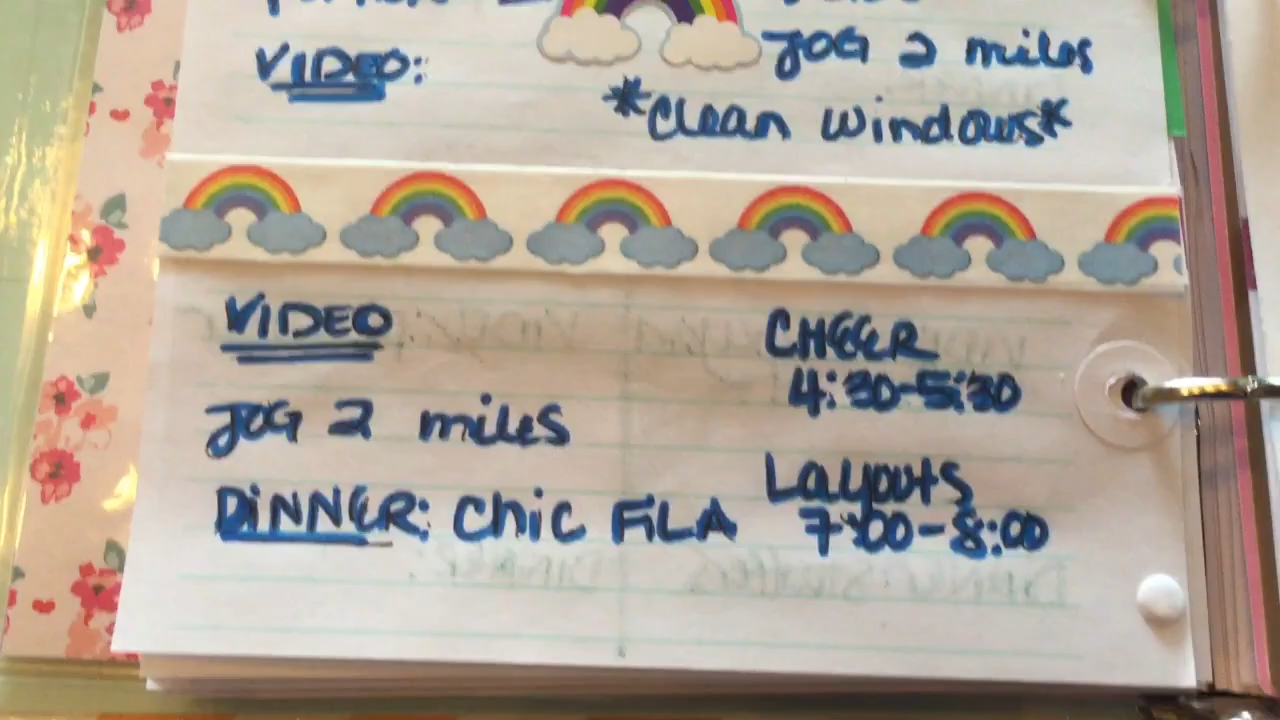 VIDEO:
JOG 2 miles
*Clean windows*
VIDEO
JOG 2 miles
DINNER: Chic FiLA
CHEER
4:30-5:30
Layouts
7:00-8:00